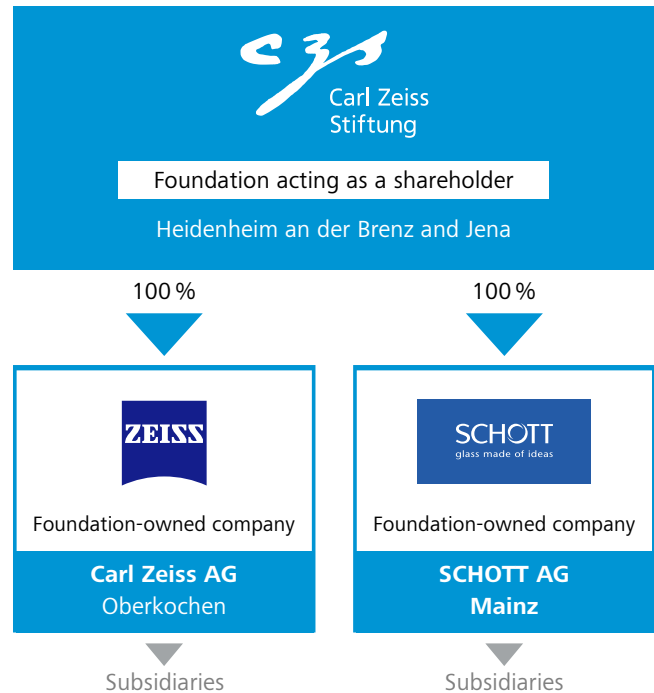 czs
Carl Zeiss
Stiftung
Foundation acting as a shareholder
Heidenheim an der Brenz and Jena
100 %
100 %
ZEISS
SCHOTT
glass made of ideas
Foundation-owned company
Foundation-owned company
Carl Zeiss AG
Oberkochen
SCHOTT AG
Mainz
Subsidiaries
Subsidiaries